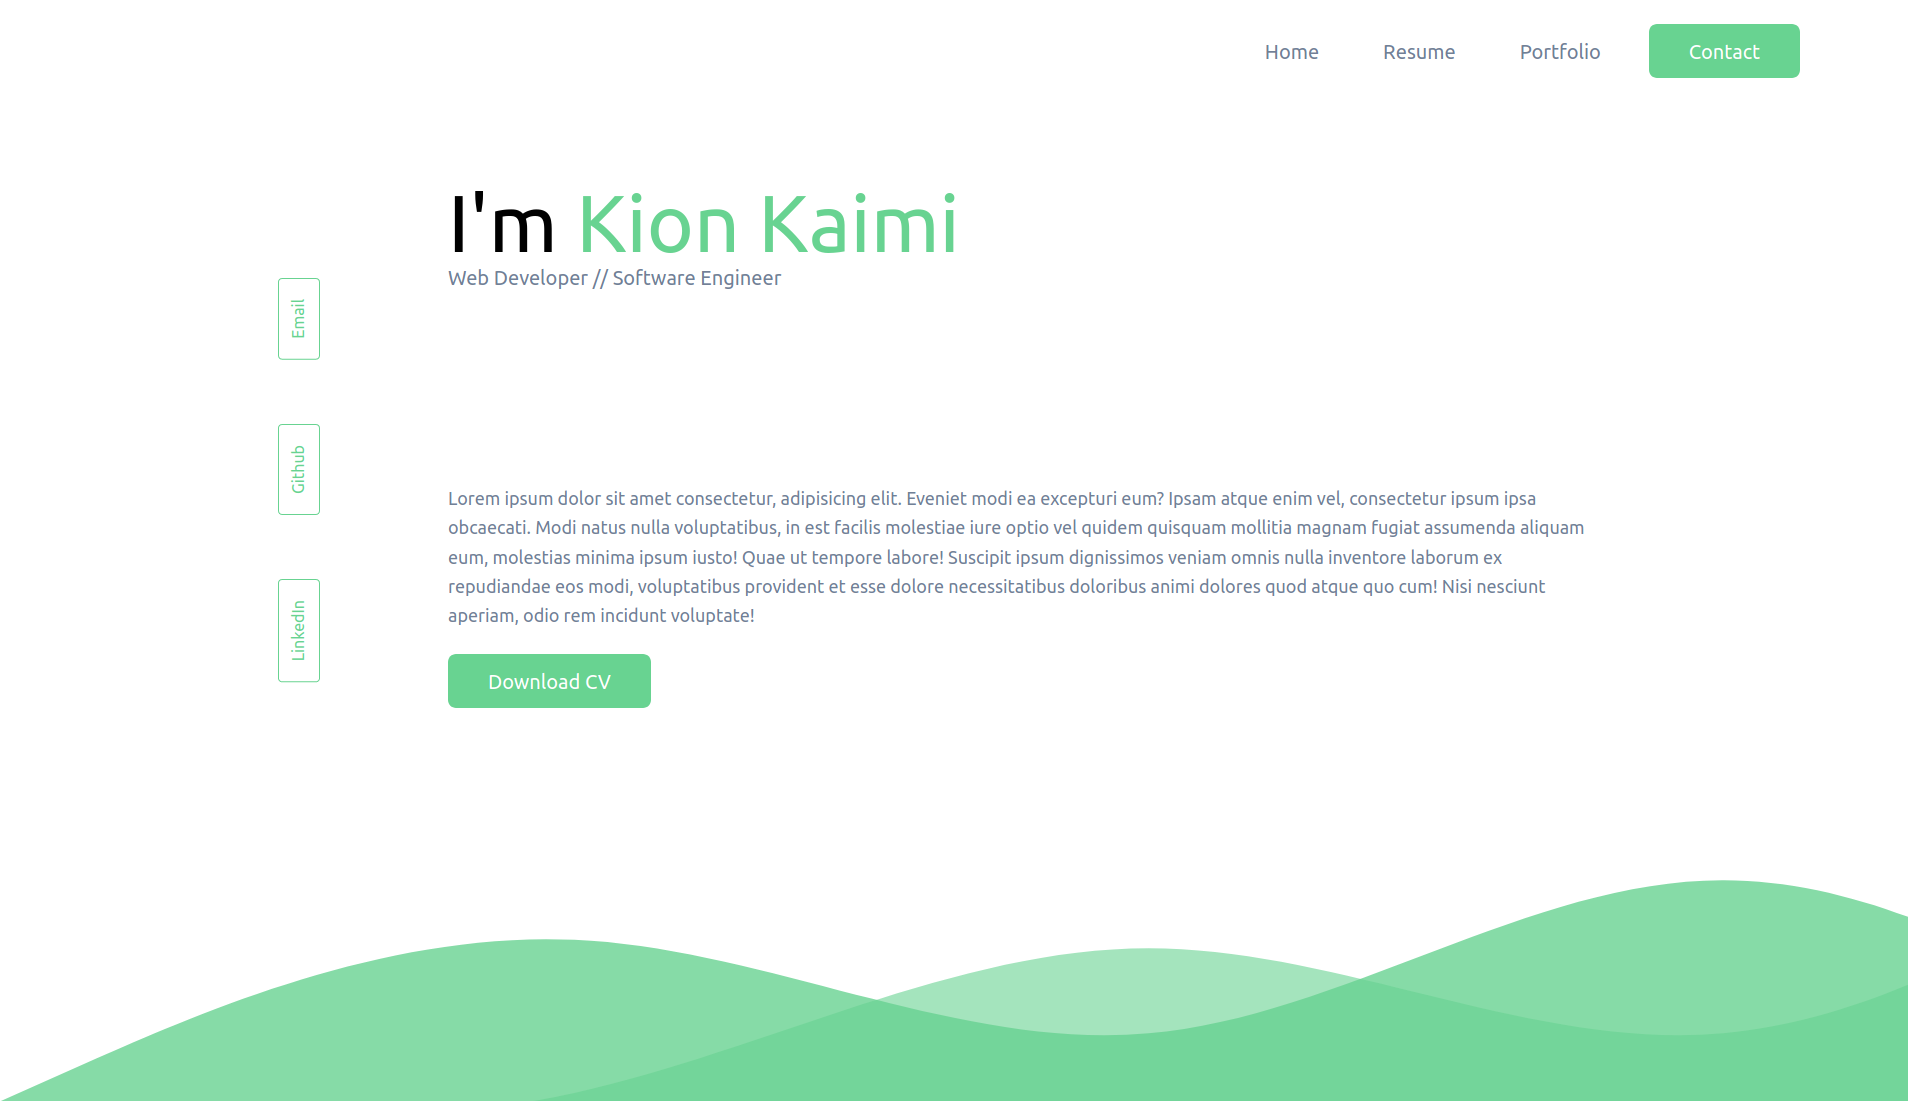 Home Resume Portfolio Contact
I'm Kion Kaimi
Web Developer // Software Engineer
Email
Github
LinkedIn
Lorem ipsum dolor sit amet consectetur, adipisicing elit. Eveniet modi ea excepturi eum? Ipsam atque enim vel, consectetur ipsum ipsa
obcaecati. Modi natus nulla voluptatibus, in est facilis molestiae iure optio vel quidem quisquam mollitia magnam fugiat assumenda aliquam
eum, molestias minima ipsum iusto! Quae ut tempore labore! Suscipit ipsum dignissimos veniam omnis nulla inventore laborum ex
repudiandae eos modi, voluptatibus provident et esse dolore necessitatibus doloribus animi dolores quod atque quo cum! Nisi nesciunt
aperiam, odio rem incidunt voluptate!
Download CV